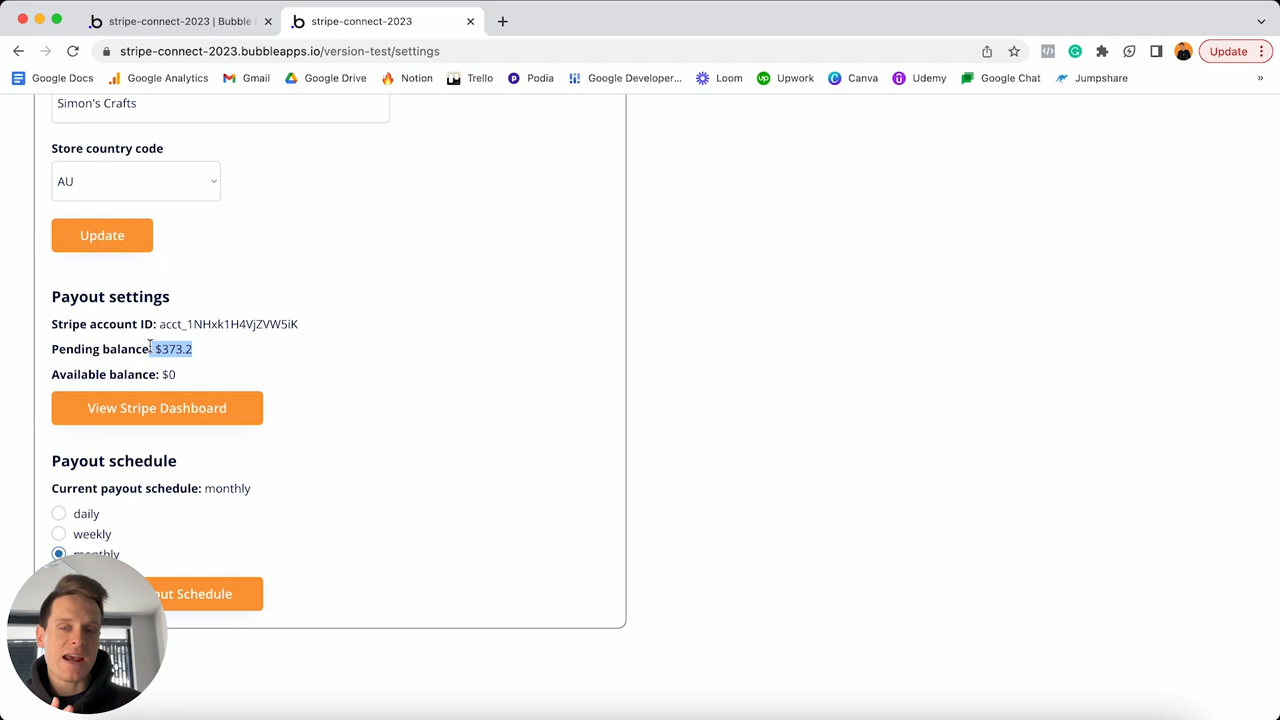 stripe-connect-2023 | Bubble
stripe-connect-2023
stripe-connect-2023.bubbleapps.io/version-test/settings
Update
Google Docs
Google Analytics
Gmail
Google Drive
Notion
Trello
Podia
Google Developer...
Loom
Upwork
Canva
Udemy
Google Chat
Jumpshare
»
Simon's Crafts
Store country code
AU
Update
Payout settings
Stripe account ID: acct_1NHxk1H4VjZVW5iK
Pending balance: $373.2
Available balance: $0
View Stripe Dashboard
Payout schedule
Current payout schedule: monthly
daily
weekly
monthly
out Schedule